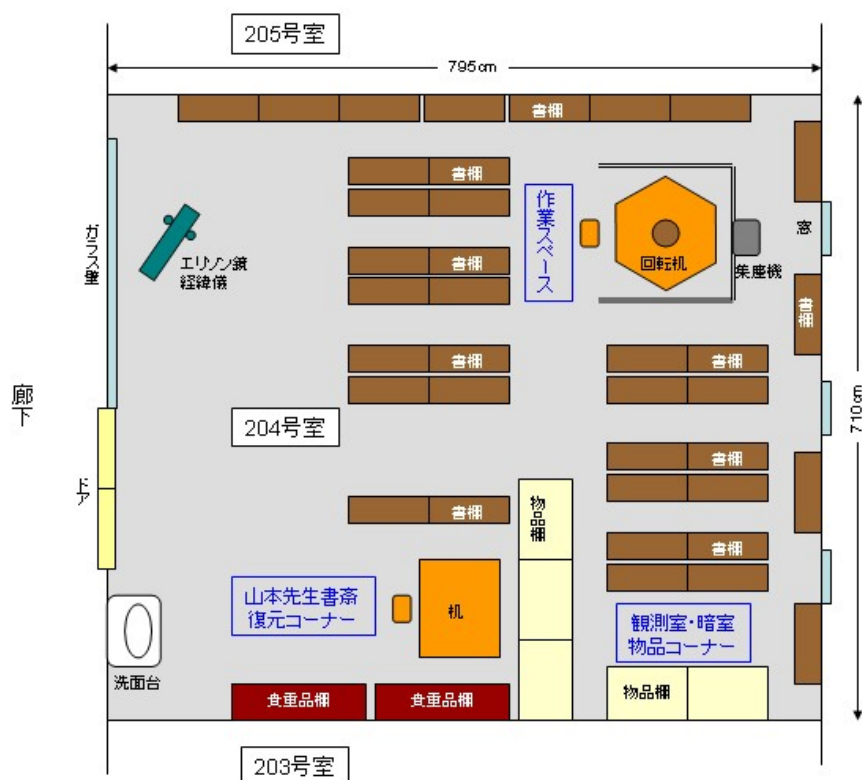 205号室
795cm
書棚
書棚
作業スペース
回転机
集塵機
窓
書棚
ガラス壁
エリソン鏡
経緯儀
書棚
書棚
書棚
廊下
204号室
710cm
書棚
ドア
書棚
物品棚
書棚
山本先生書斎
復元コーナー
机
観測室・暗室
物品コーナー
洗面台
貴重品棚
貴重品棚
物品棚
203号室